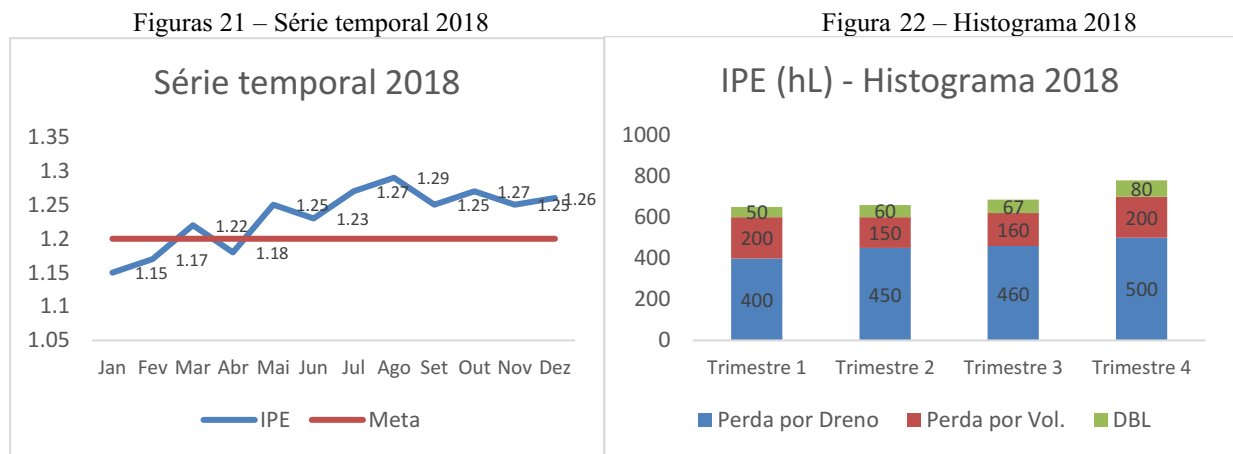 Figuras 21 – Série temporal 2018
Série temporal 2018
1.35
1.3
1.25
1.2
1.15
1.1
1.05
1.15
1.17
1.22
1.18
1.25
1.23
1.27
1.29
1.25
1.27
1.25
1.26
Jan Fev Mar Abr Mai Jun Jul Ago Set Out Nov Dez
IPE Meta
Figura 22 – Histograma 2018
IPE (hL) - Histograma 2018
1000
800
600
400
200
0
50 60 67 80
200 150 160 200
400 450 460 500
Trimestre 1 Trimestre 2 Trimestre 3 Trimestre 4
Perda por Dreno Perda por Vol. DBL